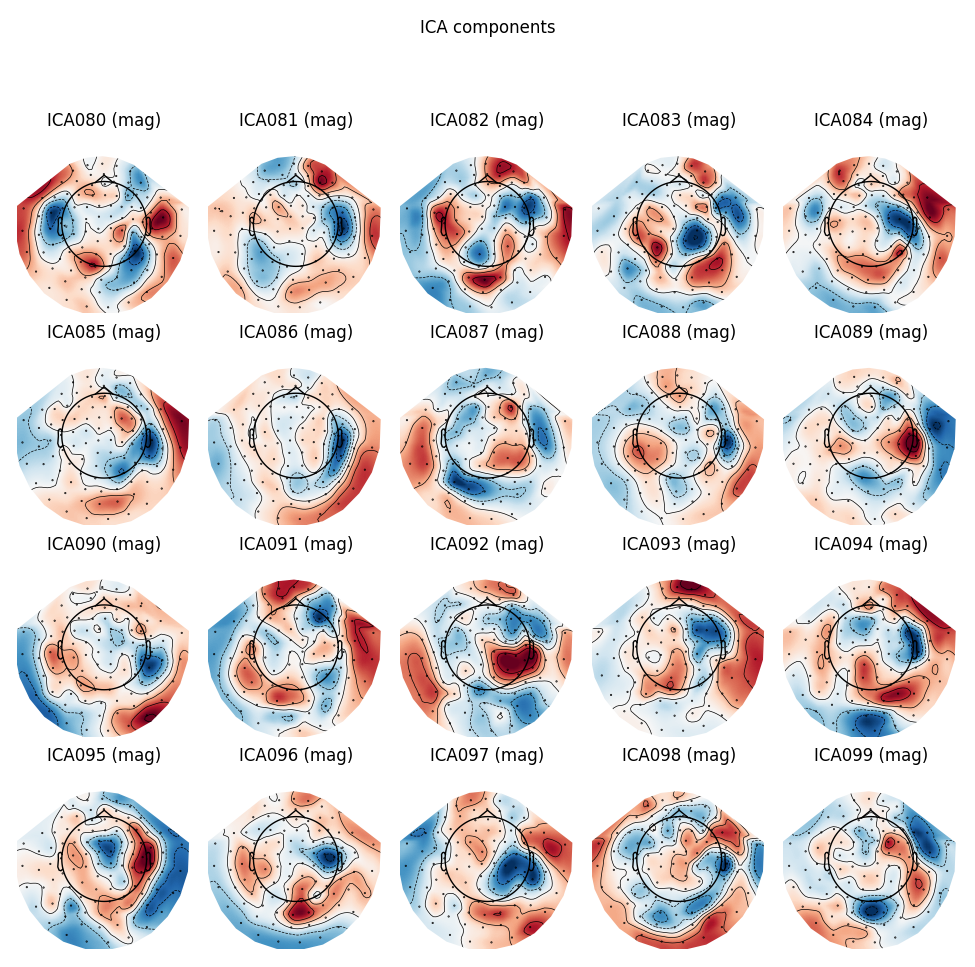 ICA components
ICA080 (mag) ICA081 (mag) ICA082 (mag) ICA083 (mag) ICA084 (mag)
ICA085 (mag) ICA086 (mag) ICA087 (mag) ICA088 (mag) ICA089 (mag)
ICA090 (mag) ICA091 (mag) ICA092 (mag) ICA093 (mag) ICA094 (mag)
ICA095 (mag) ICA096 (mag) ICA097 (mag) ICA098 (mag) ICA099 (mag)